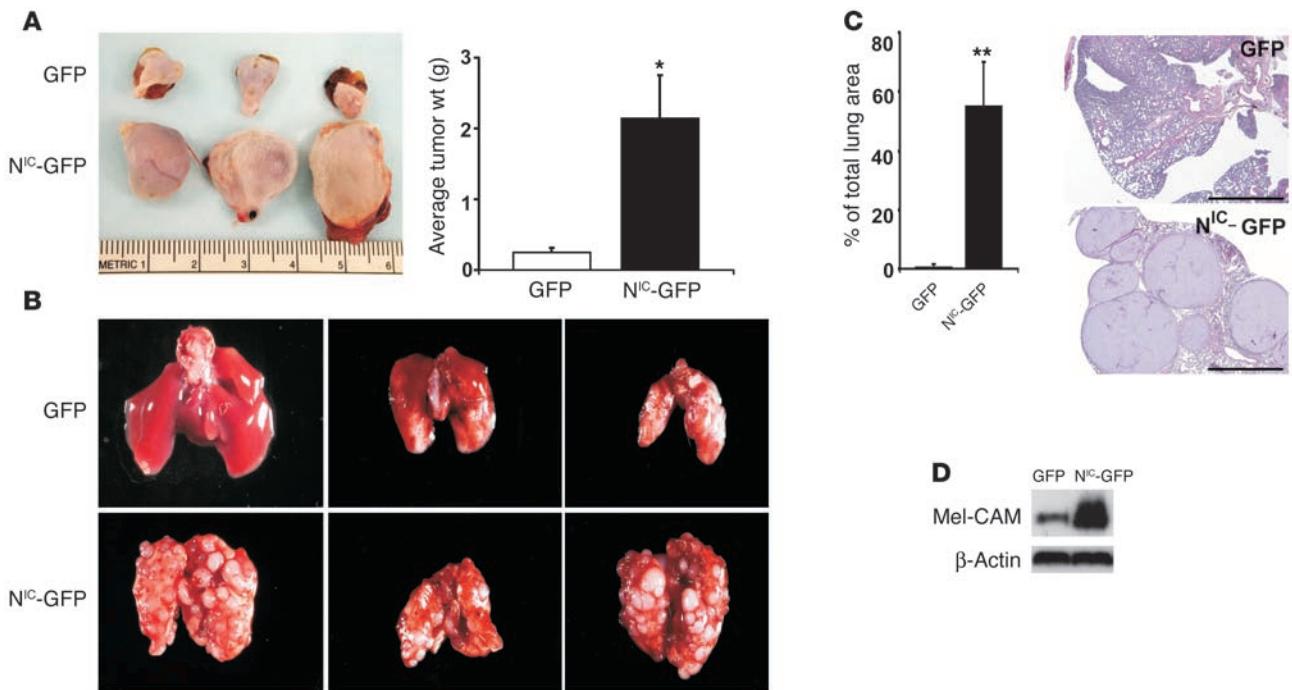 A
GFP
N^IC-GFP
METRIC 1 2 3 4 5 6
Average tumor wt (g)
3
2
1
0
*
GFP
N^IC-GFP
B
GFP
N^IC-GFP
C
% of total lung area
80
60
40
20
0
**
GFP
N^IC-GFP
GFP
N^IC-GFP
D
GFP N^IC-GFP
Mel-CAM
β-Actin